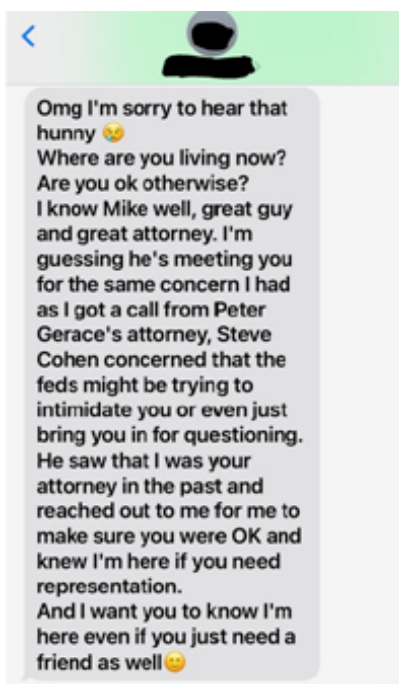 Omg I'm sorry to hear that
hunny 😢
Where are you living now?
Are you ok otherwise?
I know Mike well, great guy
and great attorney. I'm
guessing he's meeting you
for the same concern I had
as I got a call from Peter
Gerace's attorney, Steve
Cohen concerned that the
feds might be trying to
intimidate you or even just
bring you in for questioning.
He saw that I was your
attorney in the past and
reached out to me for me to
make sure you were OK and
knew I'm here if you need
representation.
And I want you to know I'm
here even if you just need a
friend as well🙂